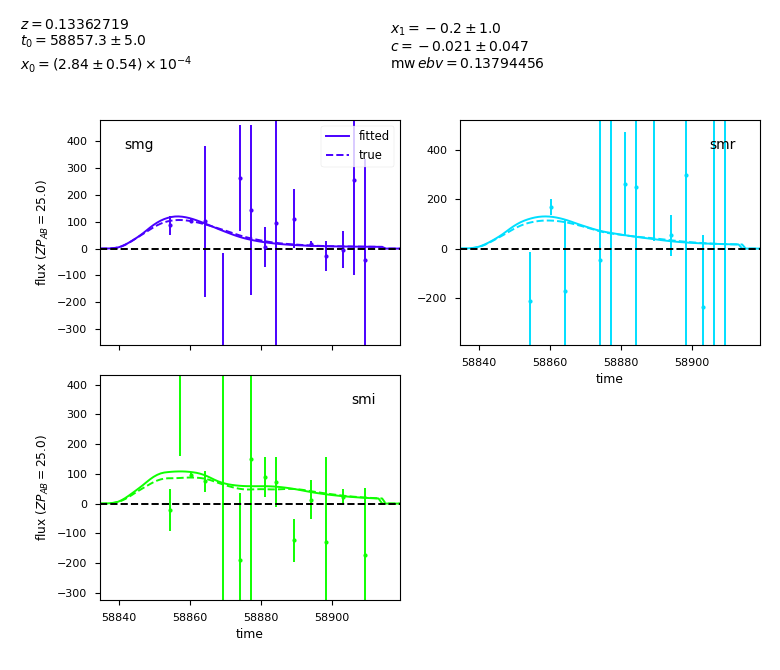 z = 0.13362719
t₀ = 58857.3 ± 5.0
x₀ = (2.84 ± 0.54) × 10⁻⁴
x₁ = −0.2 ± 1.0
c = −0.021 ± 0.047
mw ebv = 0.13794456
smg
fitted
true
400
300
200
100
0
−100
−200
−300
flux (ZP_AB = 25.0)
smr
400
200
0
−200
58840 58860 58880 58900
time
smi
400
300
200
100
0
−100
−200
−300
flux (ZP_AB = 25.0)
58840 58860 58880 58900
time